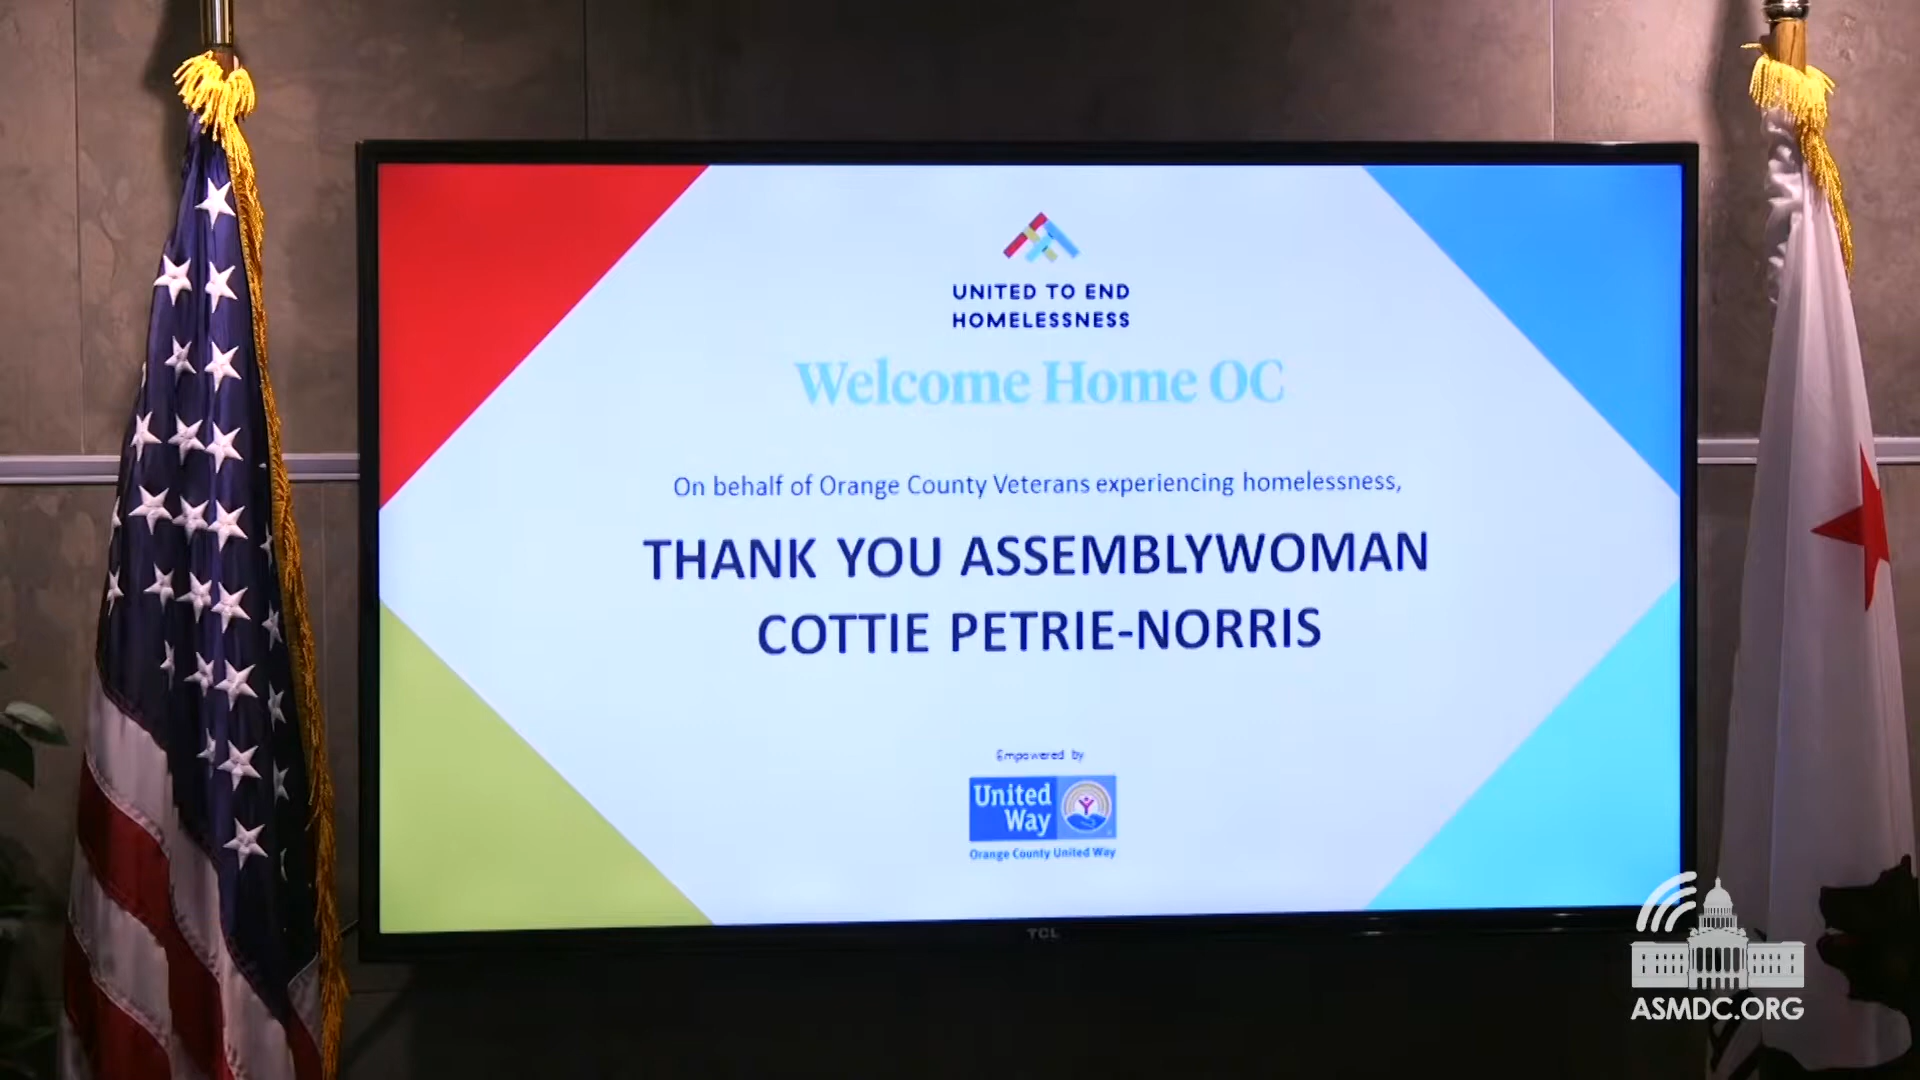 UNITED TO END
HOMELESSNESS
Welcome Home OC
On behalf of Orange County Veterans experiencing homelessness,
THANK YOU ASSEMBLYWOMAN
COTTIE PETRIE-NORRIS
Empowered by
United
Way
Orange County United Way
TCL
ASMDC.ORG